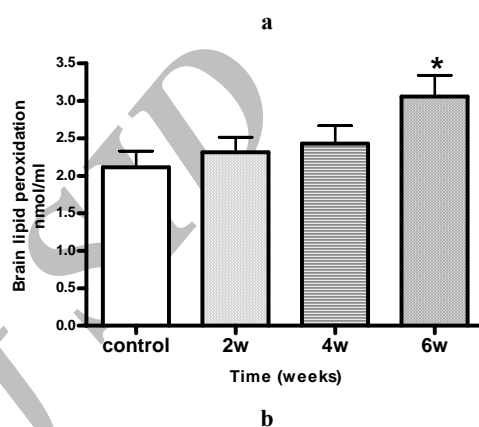 a
3.5
3.0
2.5
2.0
1.5
1.0
0.5
0.0
Brain lipid peroxidation
nmol/ml
*
control 2w 4w 6w
Time (weeks)
b